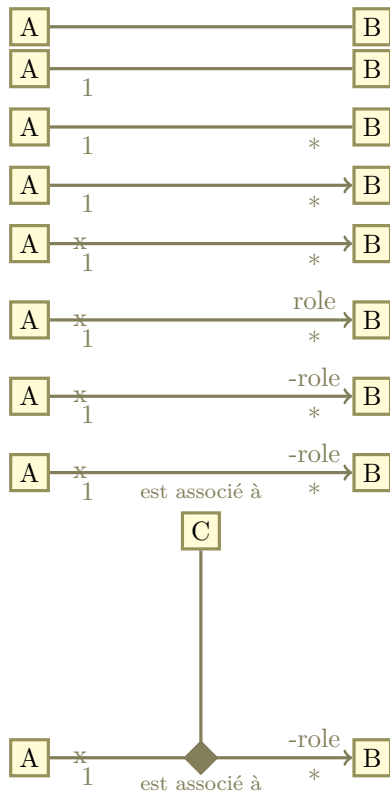 A B
A B
1
A B
1 *
A B
1 *
A x B
1 *
role
A x B
1 *
-role
A x B
1 *
-role
A x B
1 est associé à *
C
-role
A x B
1 est associé à *